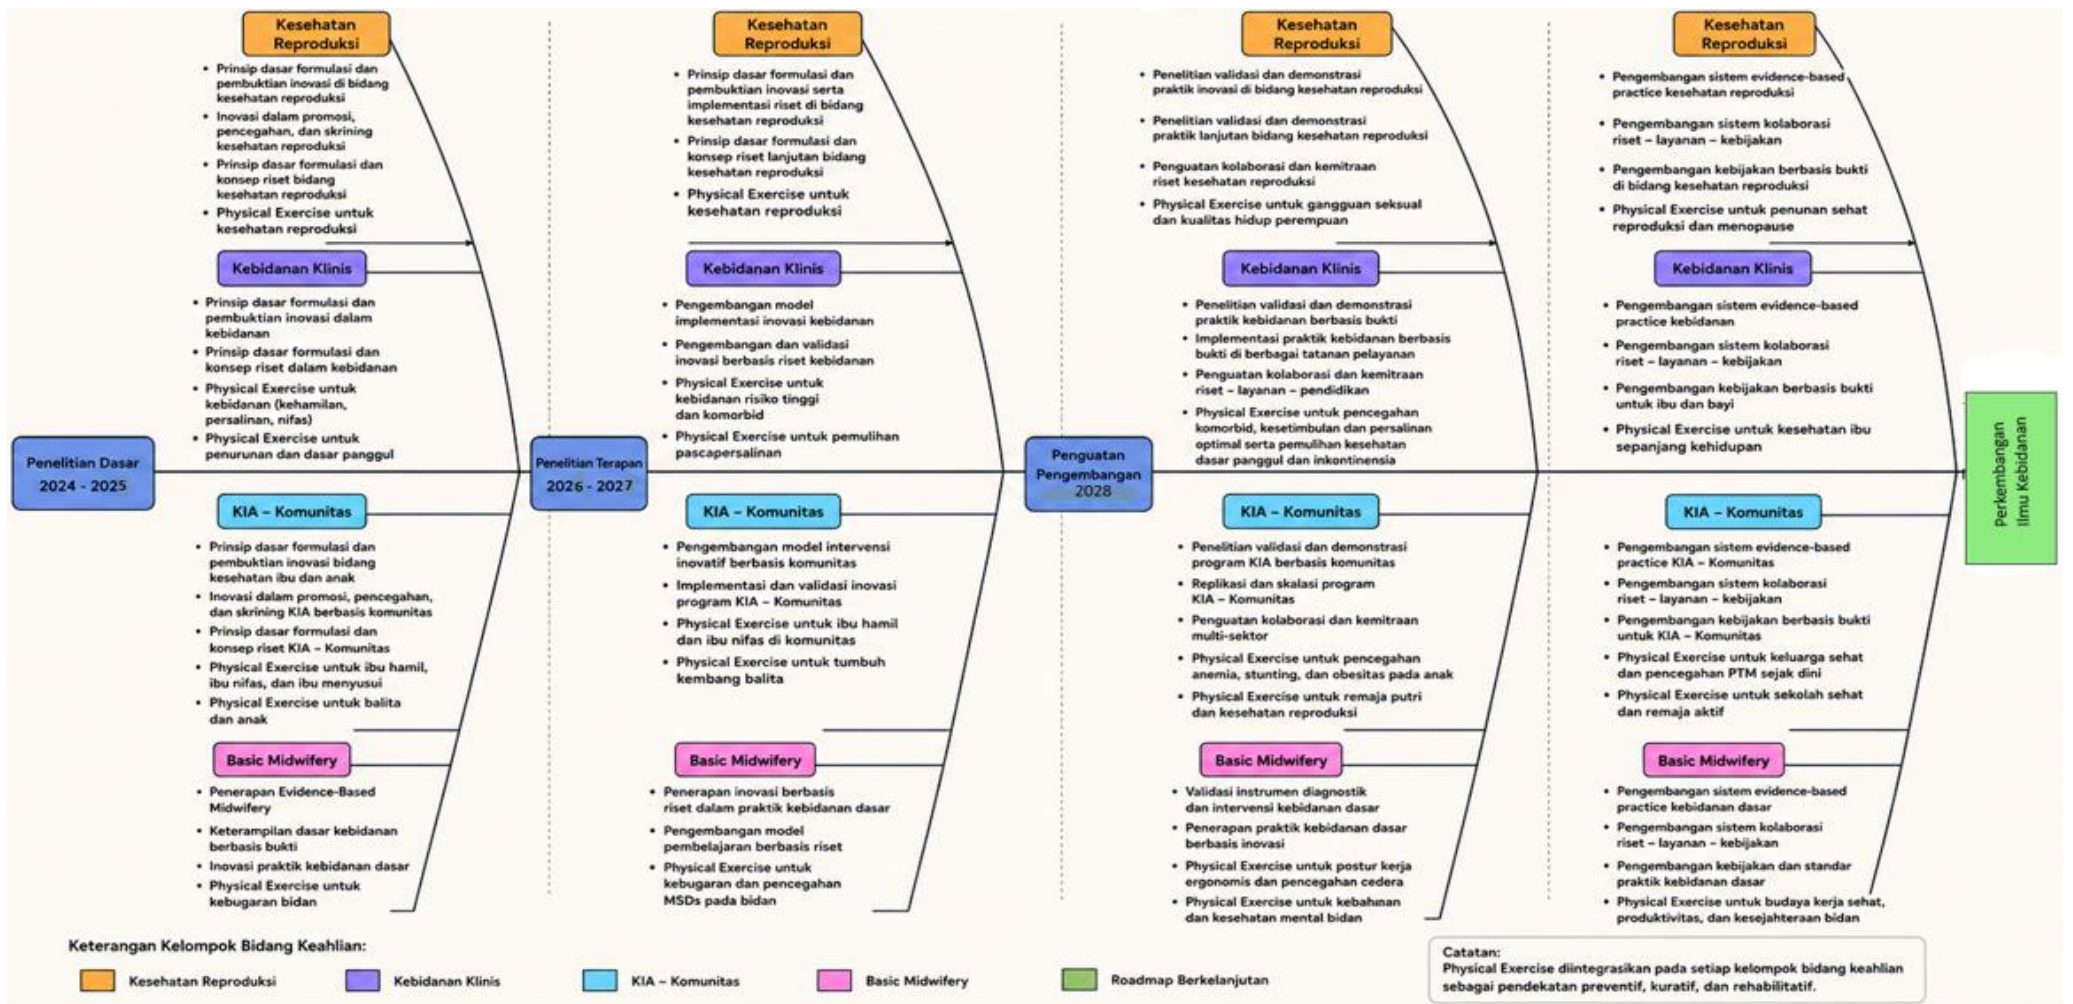 Kesehatan
Reproduksi
• Prinsip dasar formulasi dan
pembuktian inovasi di bidang
kesehatan reproduksi
• Inovasi dalam promosi,
pencegahan, dan skrining
kesehatan reproduksi
• Prinsip dasar formulasi dan
konsep riset bidang
kesehatan reproduksi
• Physical Exercise untuk
kesehatan reproduksi
Kebidanan Klinis
• Prinsip dasar formulasi dan
pembuktian inovasi dalam
kebidanan
• Prinsip dasar formulasi dan
konsep riset dalam kebidanan
• Physical Exercise untuk
kebidanan (kehamilan,
persalinan, nifas)
• Physical Exercise untuk
penurunan dan dasar panggul
Penelitian Dasar
2024 - 2025
KIA – Komunitas
• Prinsip dasar formulasi dan
pembuktian inovasi bidang
kesehatan ibu dan anak
• Inovasi dalam promosi, pencegahan,
dan skrining KIA berbasis komunitas
• Prinsip dasar formulasi dan
konsep riset KIA – Komunitas
• Physical Exercise untuk ibu hamil,
ibu nifas, dan ibu menyusui
• Physical Exercise untuk balita
dan anak
Basic Midwifery
• Penerapan Evidence-Based
Midwifery
• Keterampilan dasar kebidanan
berbasis bukti
• Inovasi praktik kebidanan dasar
• Physical Exercise untuk
kebugaran bidan
Kesehatan
Reproduksi
• Prinsip dasar formulasi dan
pembuktian inovasi serta
implementasi riset di bidang
kesehatan reproduksi
• Prinsip dasar formulasi dan
konsep riset lanjutan bidang
kesehatan reproduksi
• Physical Exercise untuk
kesehatan reproduksi
Kebidanan Klinis
• Pengembangan model
implementasi inovasi kebidanan
• Pengembangan dan validasi
inovasi berbasis riset kebidanan
• Physical Exercise untuk
kebidanan risiko tinggi
dan komorbid
• Physical Exercise untuk pemulihan
pascapersalinan
Penelitian Terapan
2026 - 2027
KIA – Komunitas
• Pengembangan model intervensi
inovatif berbasis komunitas
• Implementasi dan validasi inovasi
program KIA – Komunitas
• Physical Exercise untuk ibu hamil
dan ibu nifas di komunitas
• Physical Exercise untuk tumbuh
kembang balita
Basic Midwifery
• Penerapan inovasi berbasis
riset dalam praktik kebidanan dasar
• Pengembangan model
pembelajaran berbasis riset
• Physical Exercise untuk
kebugaran dan pencegahan
MSDs pada bidan
Kesehatan
Reproduksi
• Penelitian validasi dan demonstrasi
praktik inovasi di bidang kesehatan reproduksi
• Penelitian validasi dan demonstrasi
praktik lanjutan bidang kesehatan reproduksi
• Penguatan kolaborasi dan kemitraan
riset kesehatan reproduksi
• Physical Exercise untuk gangguan seksual
dan kualitas hidup perempuan
Kebidanan Klinis
• Penelitian validasi dan demonstrasi
praktik kebidanan berbasis bukti
• Implementasi praktik kebidanan berbasis
bukti di berbagai tatanan pelayanan
• Penguatan kolaborasi dan kemitraan
riset – layanan – pendidikan
• Physical Exercise untuk pencegahan
komorbid, kesetimbulan dan persalinan
optimal serta pemulihan kesehatan
dasar panggul dan inkontinensia
Penguatan
Pengembangan
2028
KIA – Komunitas
• Penelitian validasi dan demonstrasi
program KIA berbasis komunitas
• Replikasi dan skalasi program
KIA – Komunitas
• Penguatan kolaborasi dan kemitraan
multi-sektor
• Physical Exercise untuk pencegahan
anemia, stunting, dan obesitas pada anak
• Physical Exercise untuk remaja putri
dan kesehatan reproduksi
Basic Midwifery
• Validasi instrumen diagnostik
dan intervensi kebidanan dasar
• Penerapan praktik kebidanan dasar
berbasis inovasi
• Physical Exercise untuk postur kerja
ergonomis dan pencegahan cedera
• Physical Exercise untuk
dan kesehatan mental bidan
Kesehatan
Reproduksi
• Pengembangan sistem evidence-based
practice kesehatan reproduksi
• Pengembangan sistem kolaborasi
riset – layanan – kebijakan
• Pengembangan kebijakan berbasis bukti
di bidang kesehatan reproduksi
• Physical Exercise untuk penunan sehat
reproduksi dan menopause
Kebidanan Klinis
• Pengembangan sistem evidence-based
practice kebidanan
• Pengembangan sistem kolaborasi
riset – layanan – kebijakan
• Pengembangan kebijakan berbasis bukti
untuk ibu dan bayi
• Physical Exercise untuk kesehatan ibu
sepanjang kehidupan
KIA – Komunitas
• Pengembangan sistem evidence-based
practice KIA – Komunitas
• Pengembangan sistem kolaborasi
riset – layanan – kebijakan
• Pengembangan kebijakan berbasis bukti
untuk KIA – Komunitas
• Physical Exercise untuk keluarga sehat
dan pencegahan PTM sejak dini
• Physical Exercise untuk sekolah sehat
dan remaja aktif
Basic Midwifery
• Pengembangan sistem evidence-based
practice kebidanan dasar
• Pengembangan sistem kolaborasi
riset – layanan – kebijakan
• Pengembangan kebijakan dan standar
praktik kebidanan dasar
• Physical Exercise untuk budaya kerja sehat,
produktivitas, dan kesejahteraan bidan
Perkembangan
Ilmu Kebidanan
Keterangan Kelompok Bidang Keahlian:
Kesehatan Reproduksi
Kebidanan Klinis
KIA – Komunitas
Basic Midwifery
Roadmap Berkelanjutan
Catatan:
Physical Exercise diintegrasikan pada setiap kelompok bidang keahlian
sebagai pendekatan preventif, kuratif, dan rehabilitatif.